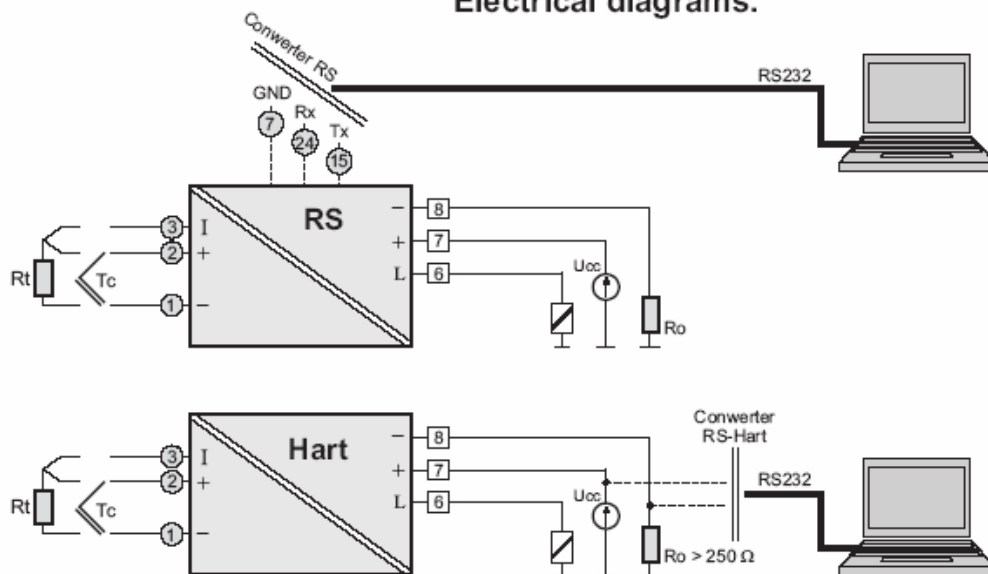 Electrical diagrams.
Conwerter RS
RS232
GND
7
Rx
24
Tx
15
RS
3 I
2 +
1 −
Rt
Tc
− 8
+ 7
L 6
Ucc
Ro
Hart
3 I
2 +
1 −
Rt
Tc
− 8
+ 7
L 6
Ucc
Ro > 250 Ω
Conwerter
RS-Hart
RS232